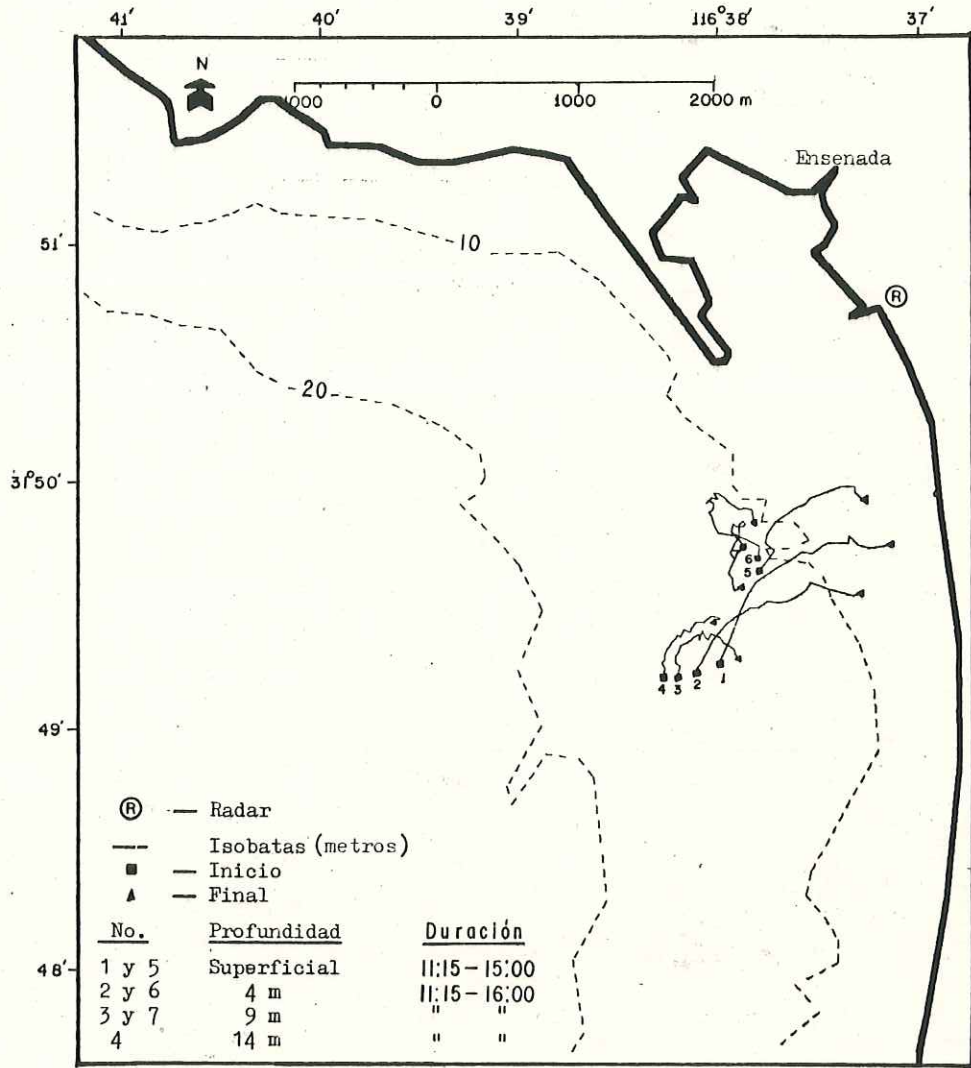 41' 40' 39' 116°38' 37'
N
1000 0 1000 2000 m
Ensenada
51'
10
R
20
31°50'
6
5
4 3 2 1
49'
R — Radar
— Isobatas (metros)
— Inicio
— Final
No. Profundidad Duración
1 y 5 Superficial 11:15-15:00
48'
2 y 6 4 m 11:15-16:00
3 y 7 9 m " "
4 14 m " "